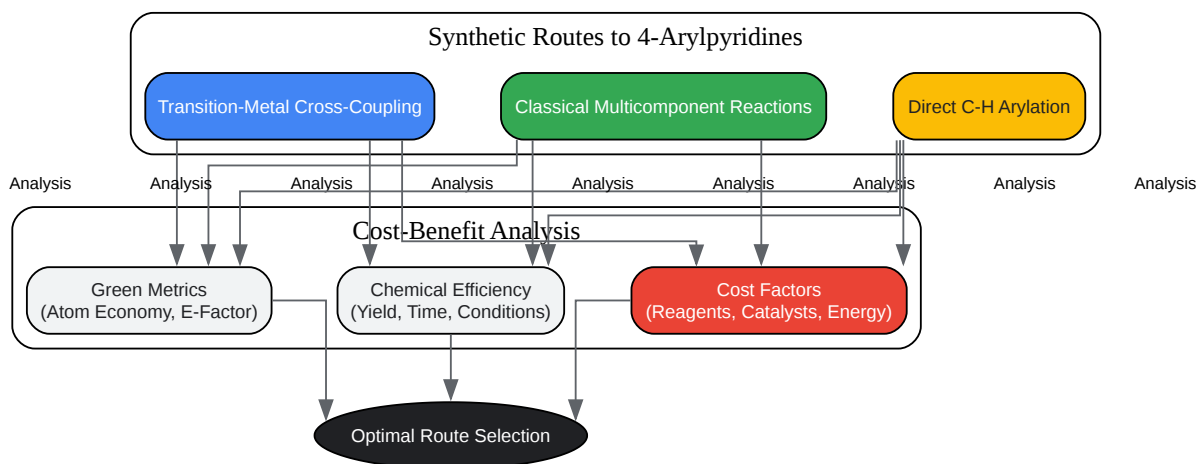 Synthetic Routes to 4-Arylpyridines
Transition-Metal Cross-Coupling
Classical Multicomponent Reactions
Direct C-H Arylation
Analysis Analysis Analysis Analysis Analysis Analysis Analysis Analysis Analysis
Cost-Benefit Analysis
Green Metrics
(Atom Economy, E-Factor)
Chemical Efficiency
(Yield, Time, Conditions)
Cost Factors
(Reagents, Catalysts, Energy)
Optimal Route Selection